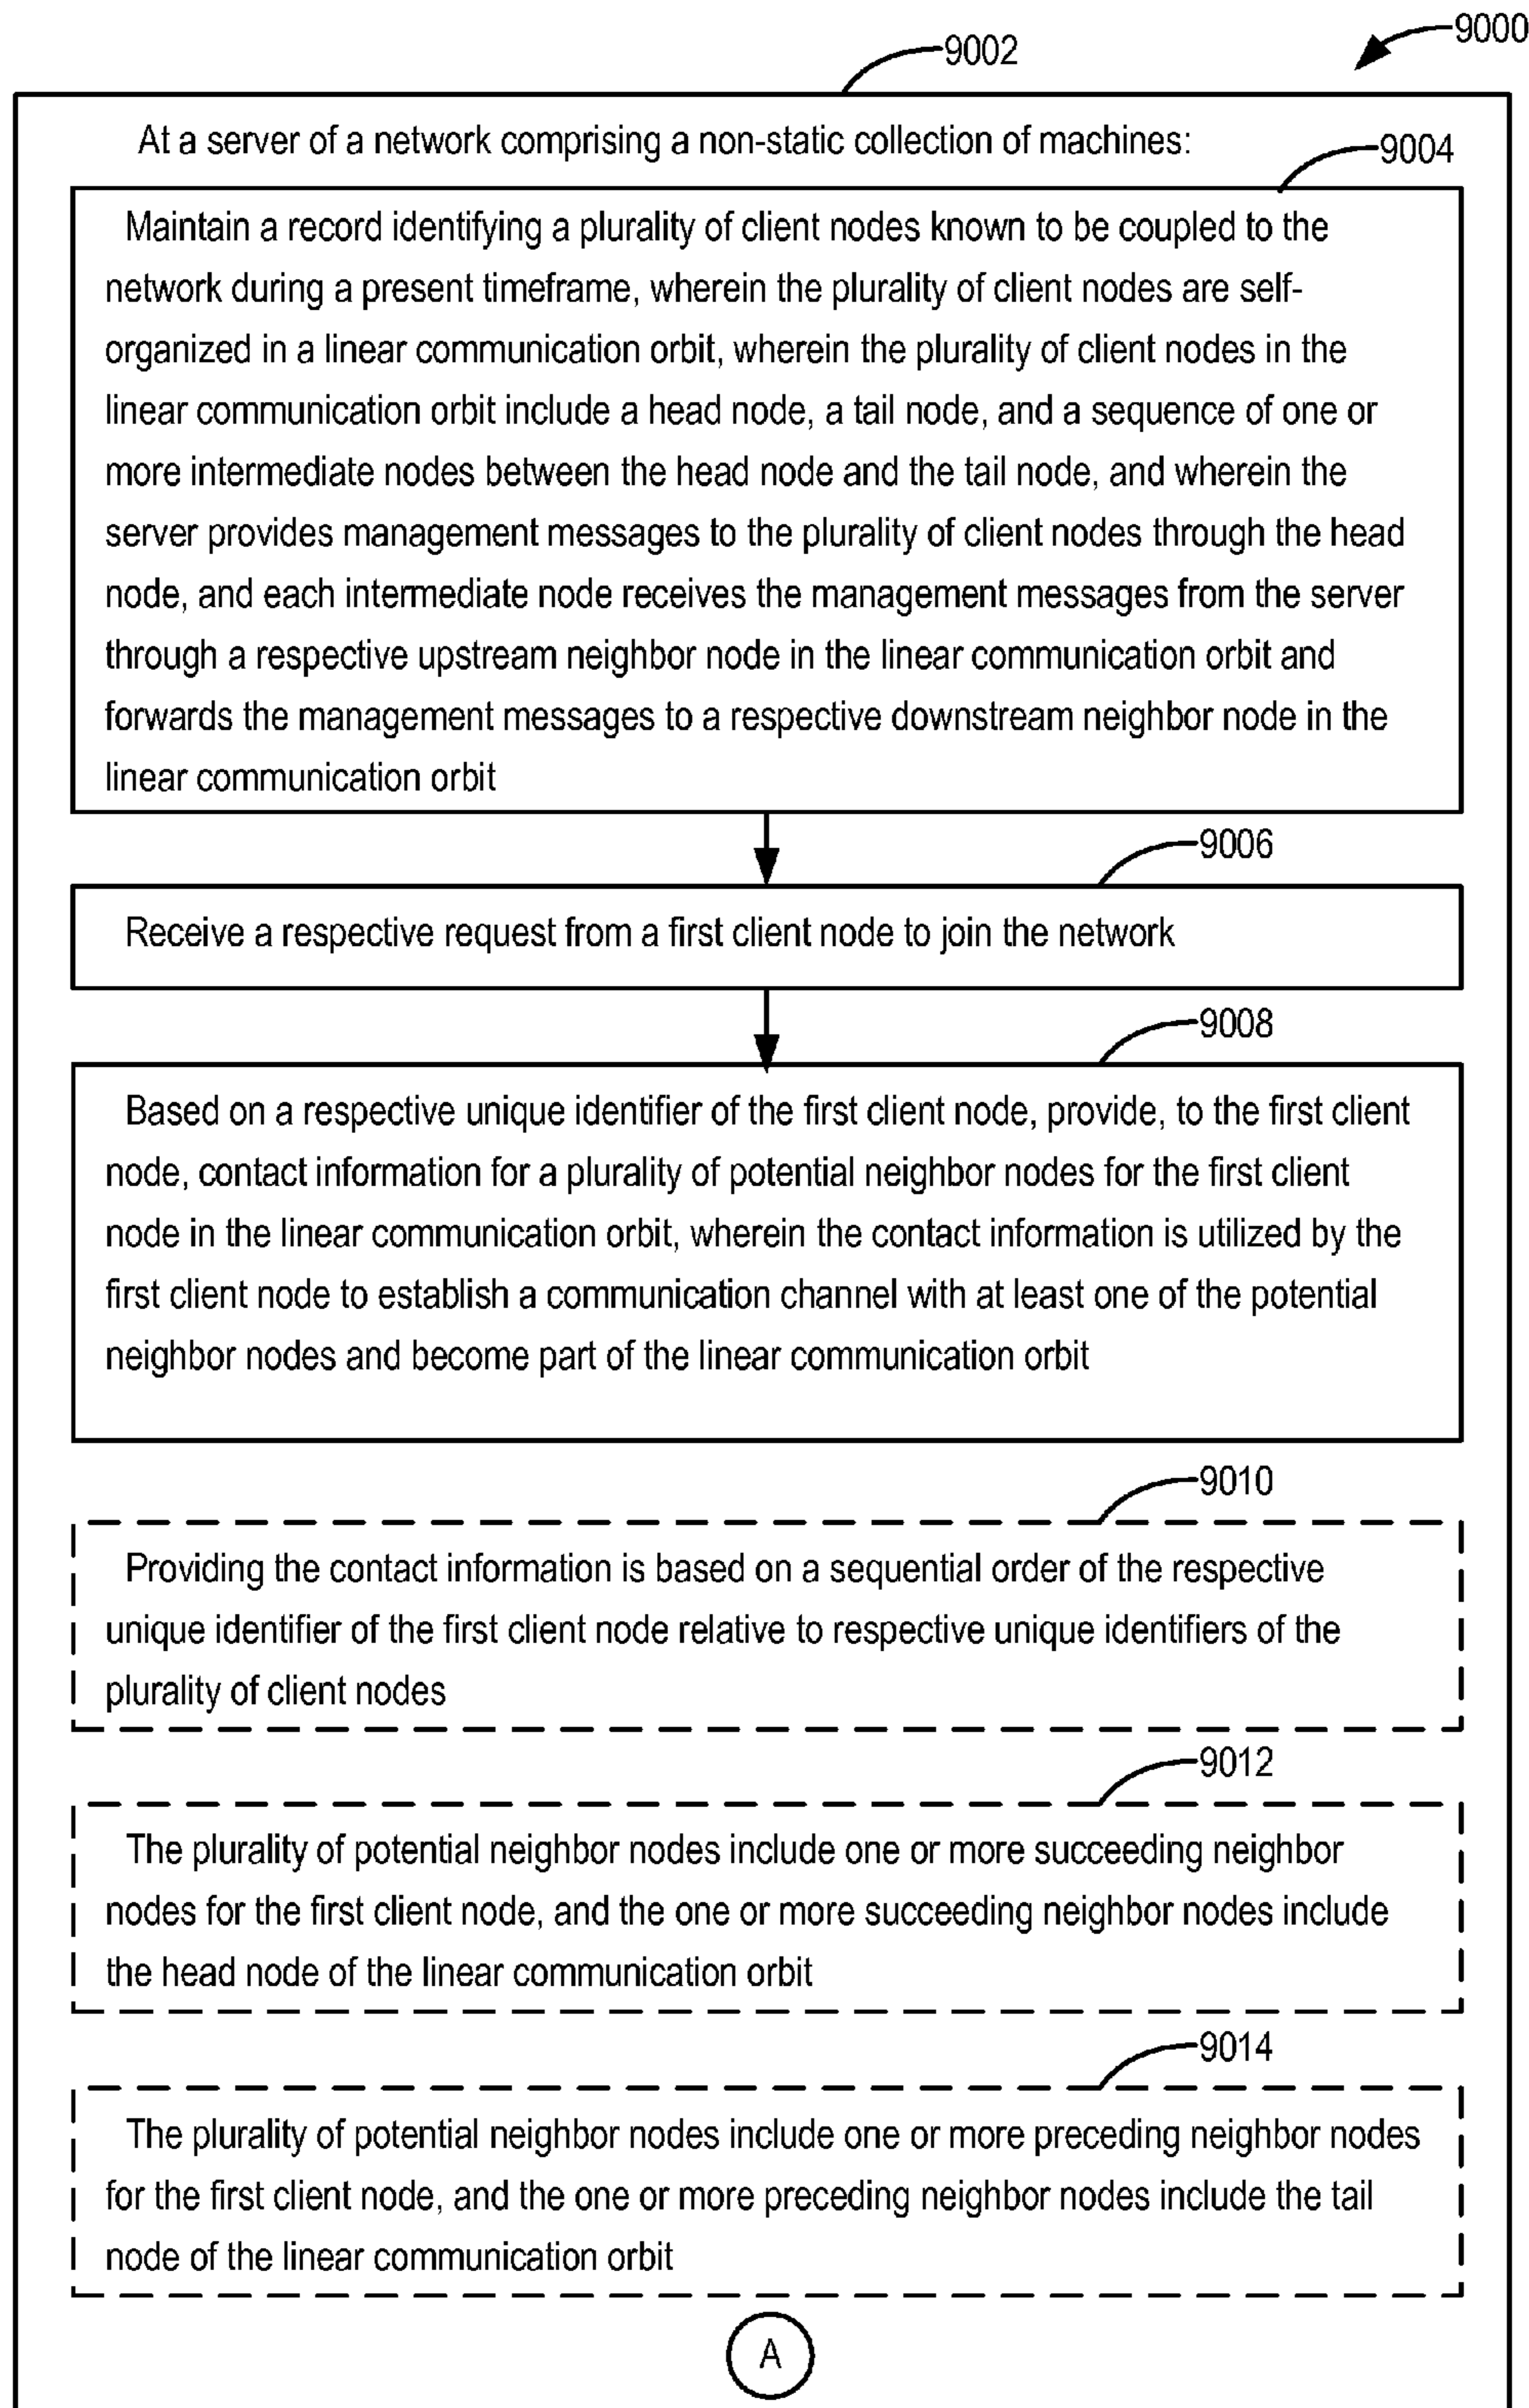 9000
9002
At a server of a network comprising a non-static collection of machines:
9004
Maintain a record identifying a plurality of client nodes known to be coupled to the
network during a present timeframe, wherein the plurality of client nodes are self-
organized in a linear communication orbit, wherein the plurality of client nodes in the
linear communication orbit include a head node, a tail node, and a sequence of one or
more intermediate nodes between the head node and the tail node, and wherein the
server provides management messages to the plurality of client nodes through the head
node, and each intermediate node receives the management messages from the server
through a respective upstream neighbor node in the linear communication orbit and
forwards the management messages to a respective downstream neighbor node in the
linear communication orbit
9006
Receive a respective request from a first client node to join the network
9008
Based on a respective unique identifier of the first client node, provide, to the first client
node, contact information for a plurality of potential neighbor nodes for the first client
node in the linear communication orbit, wherein the contact information is utilized by the
first client node to establish a communication channel with at least one of the potential
neighbor nodes and become part of the linear communication orbit
9010
Providing the contact information is based on a sequential order of the respective
unique identifier of the first client node relative to respective unique identifiers of the
plurality of client nodes
9012
The plurality of potential neighbor nodes include one or more succeeding neighbor
nodes for the first client node, and the one or more succeeding neighbor nodes include
the head node of the linear communication orbit
9014
The plurality of potential neighbor nodes include one or more preceding neighbor nodes
for the first client node, and the one or more preceding neighbor nodes include the tail
node of the linear communication orbit
A